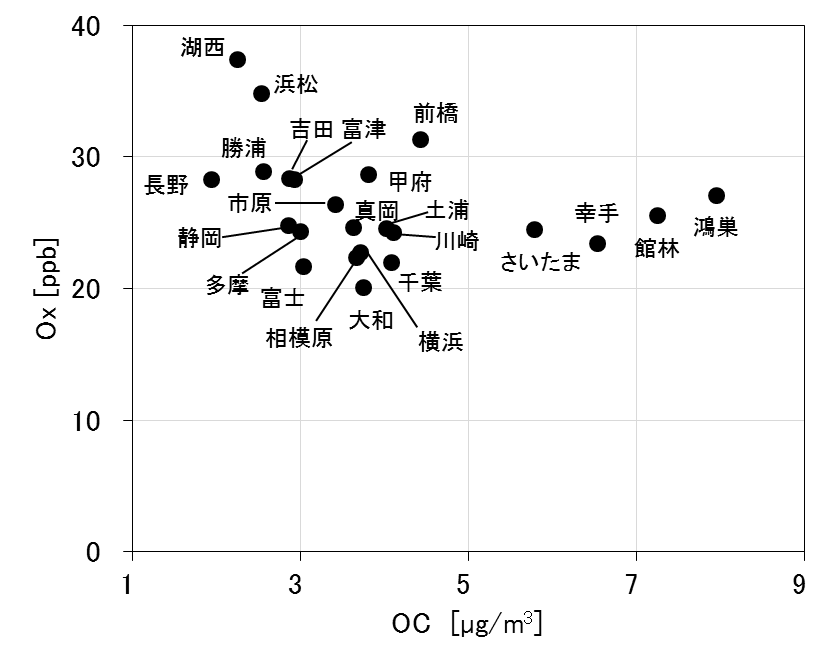 40
湖西
浜松
前橋
吉田 富津
勝浦
30
長野
甲府
市原
真岡
土浦
幸手
鴻巣
静岡
川崎
館林
さいたま
多摩
千葉
富士
20
大和
相模原
横浜
Ox [ppb]
10
0
1 3 5 7 9
OC [μg/m³]